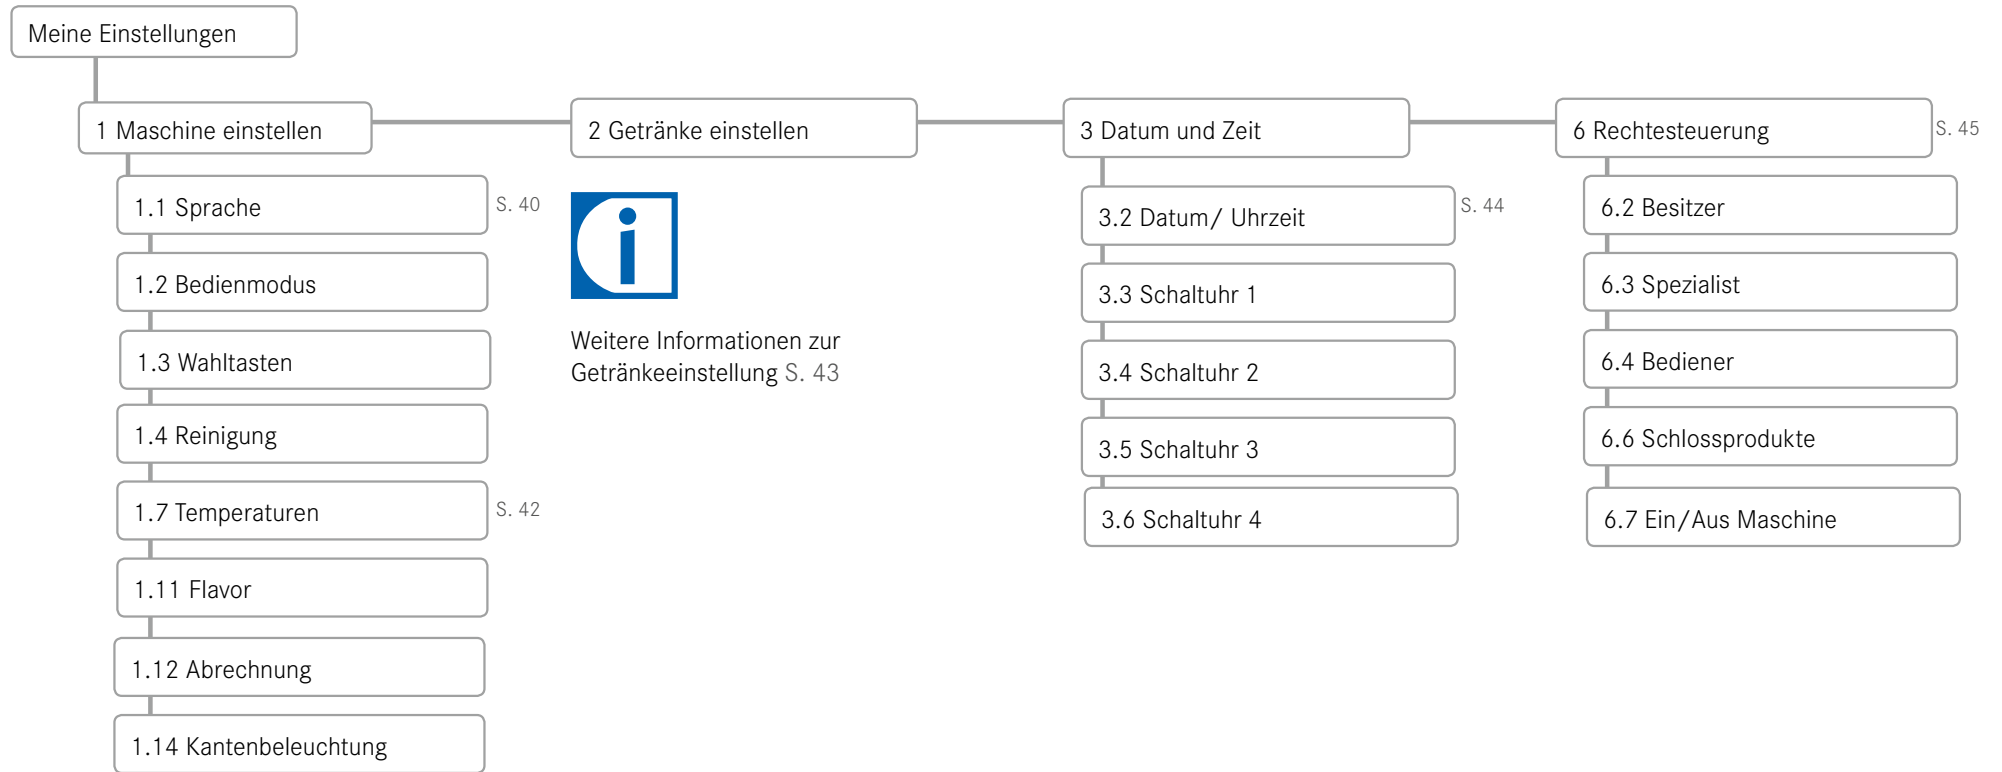 Meine Einstellungen
1 Maschine einstellen
1.1 Sprache
S. 40
1.2 Bedienmodus
1.3 Wahltasten
1.4 Reinigung
1.7 Temperaturen
S. 42
1.11 Flavor
1.12 Abrechnung
1.14 Kantenbeleuchtung
2 Getränke einstellen
i
Weitere Informationen zur
Getränkeeinstellung S. 43
3 Datum und Zeit
3.2 Datum/ Uhrzeit
S. 44
3.3 Schaltuhr 1
3.4 Schaltuhr 2
3.5 Schaltuhr 3
3.6 Schaltuhr 4
6 Rechtesteuerung
S. 45
6.2 Besitzer
6.3 Spezialist
6.4 Bediener
6.6 Schlossprodukte
6.7 Ein/Aus Maschine